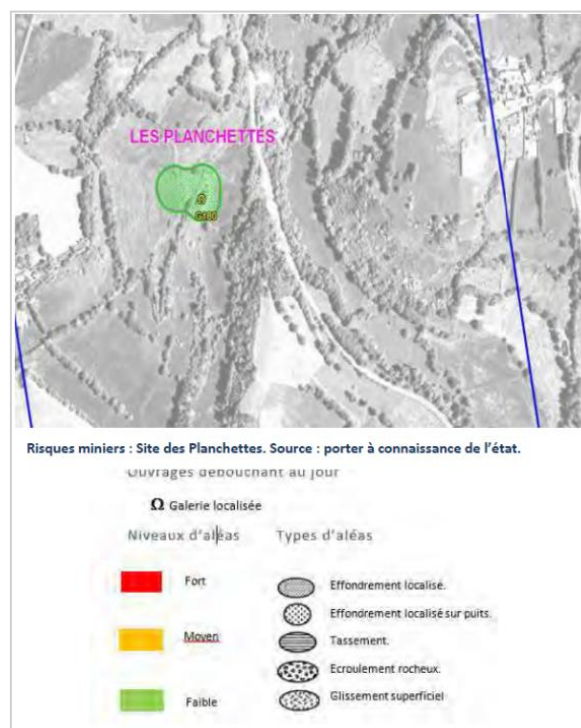 LES PLANCHETTES
Risques miniers : Site des Planchettes. Source : porter à connaissance de l'état.
Ouvrages débouchant au jour
Ω Galerie localisée
Niveaux d'aléas
Types d'aléas
Fort
Effondrement localisé.
Effondrement localisé sur puits.
Moyen
Tassement.
Ecroulement rocheux.
Faible
Glissement superficiel